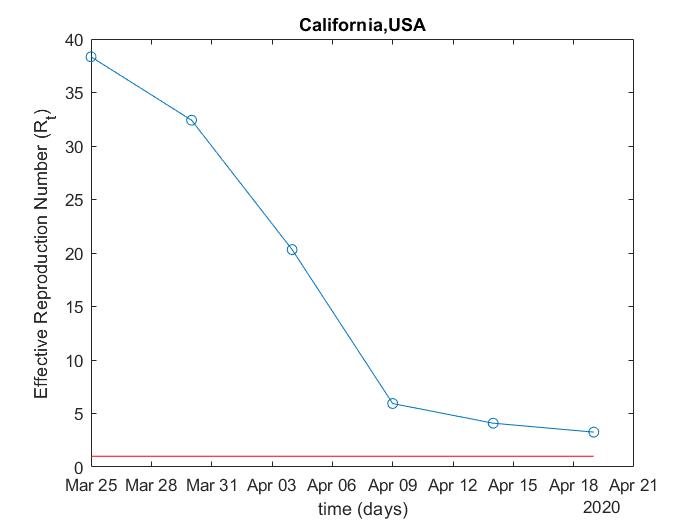 California,USA
40
35
30
25
20
15
10
5
0
Effective Reproduction Number (R_t)
Mar 25 Mar 28 Mar 31 Apr 03 Apr 06 Apr 09 Apr 12 Apr 15 Apr 18 Apr 21
2020
time (days)